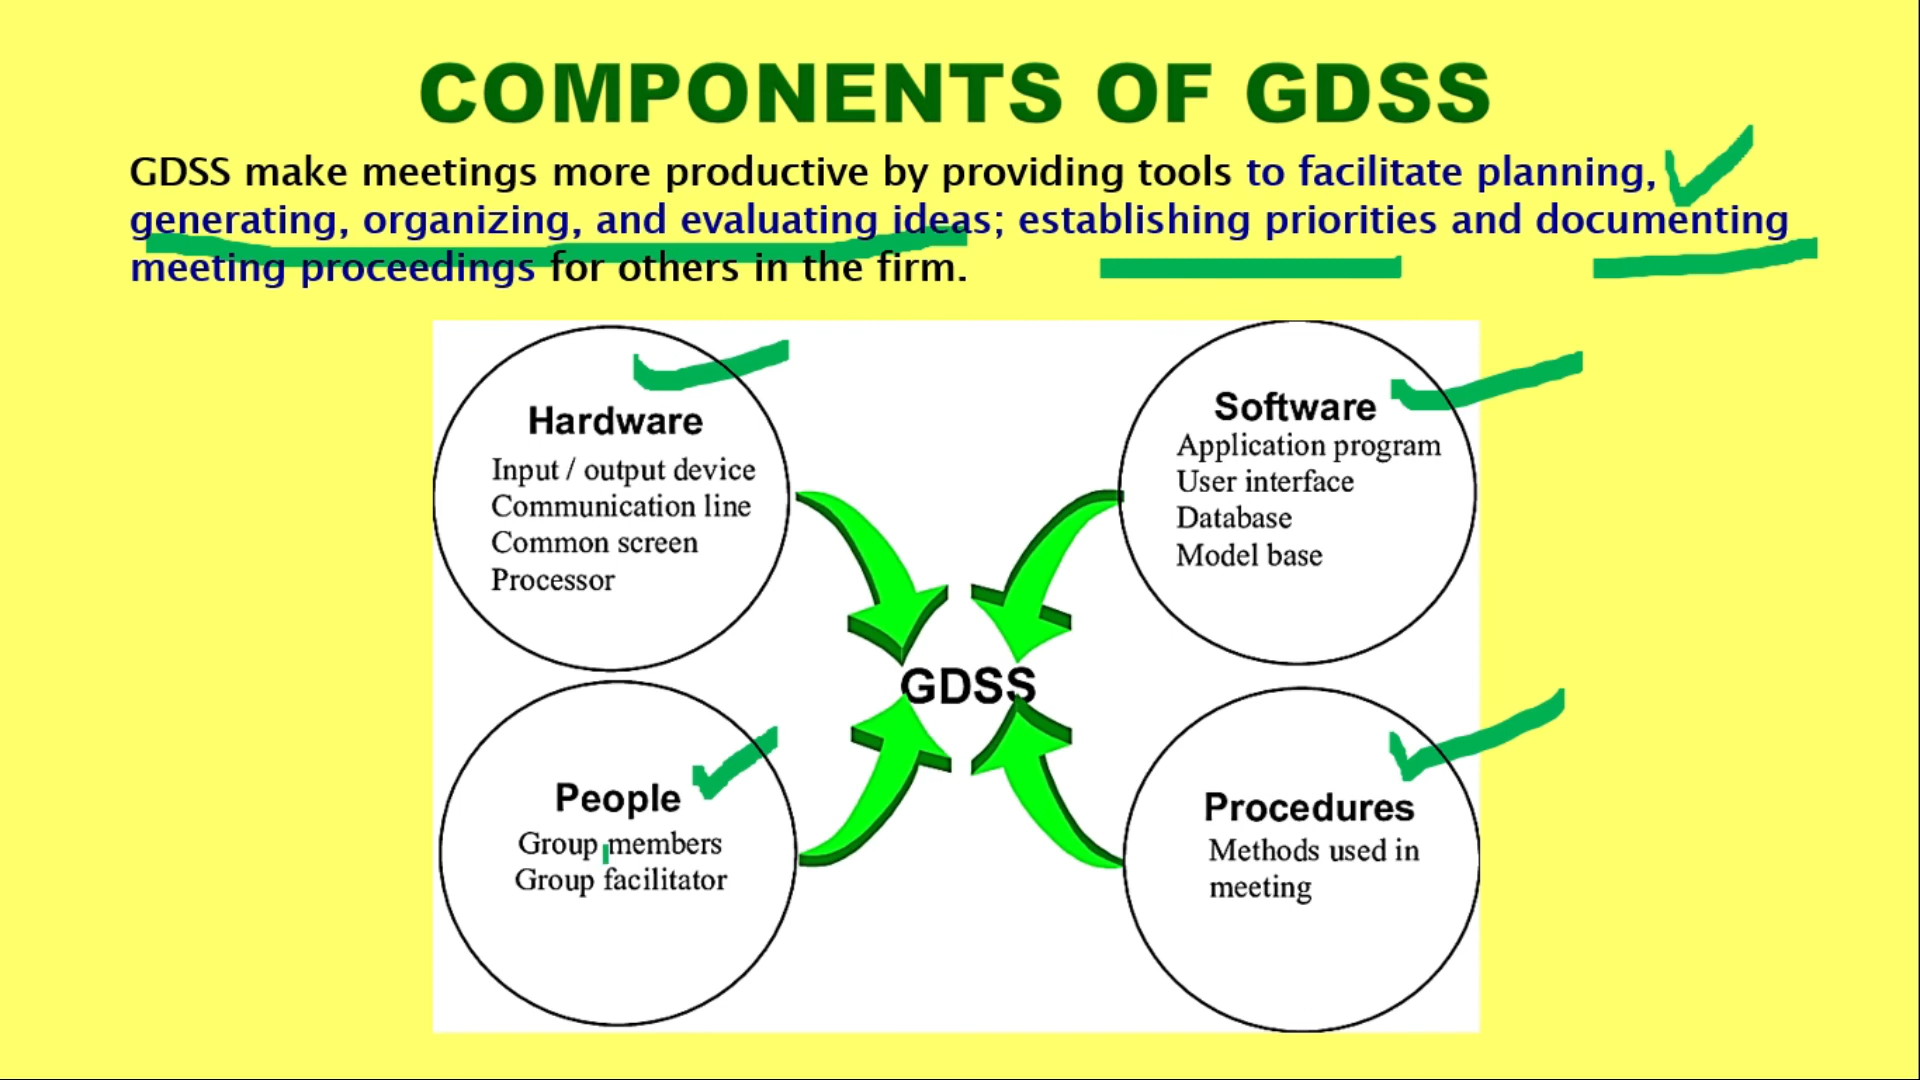 COMPONENTS OF GDSS
GDSS make meetings more productive by providing tools to facilitate planning,
generating, organizing, and evaluating ideas; establishing priorities and documenting
meeting proceedings for others in the firm.
Hardware
Input / output device
Communication line
Common screen
Processor
Software
Application program
User interface
Database
Model base
GDSS
People
Group members
Group facilitator
Procedures
Methods used in
meeting